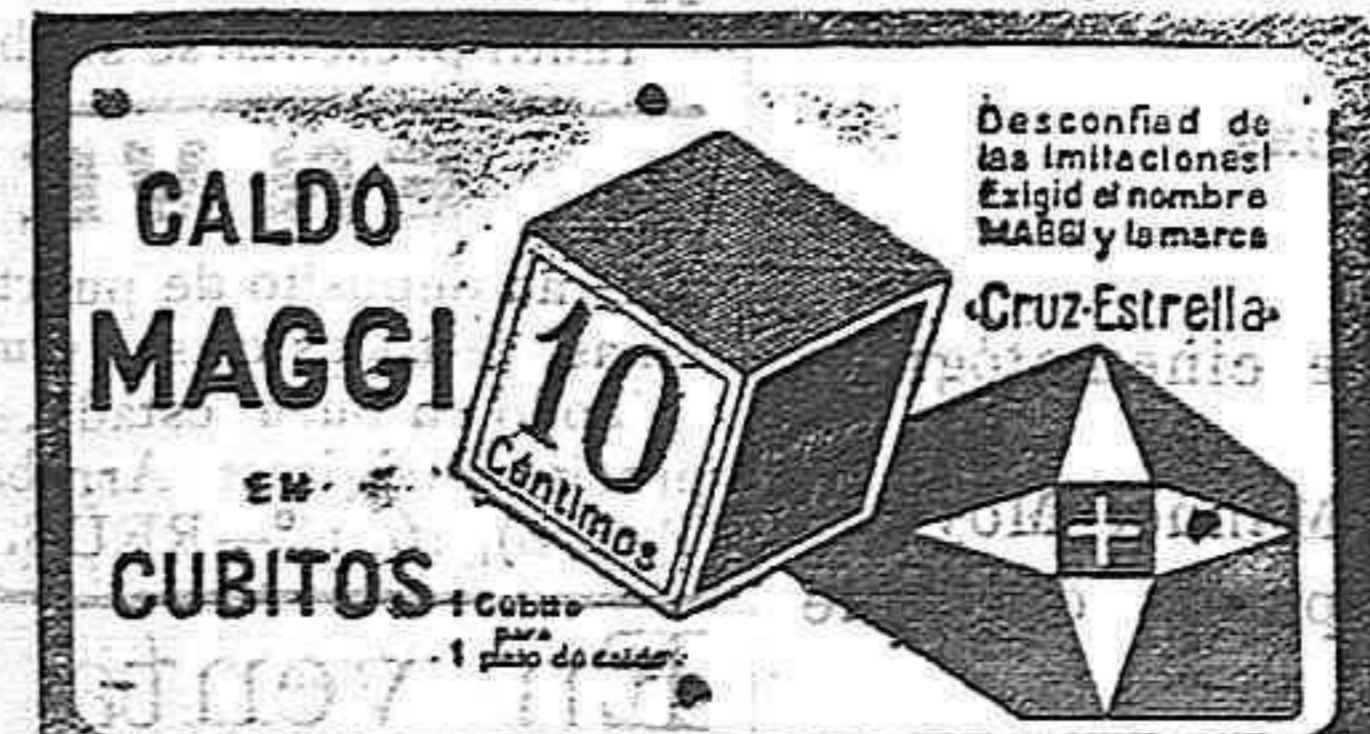 CALDO
MAGGI
EN
CUBITOS
1 Cubito
para
1 plato de caldo
10
Céntimos
Desconfiad de
las imitaciones!
Exigid el nombre
MAGGI y la marca
«Cruz-Estrella»